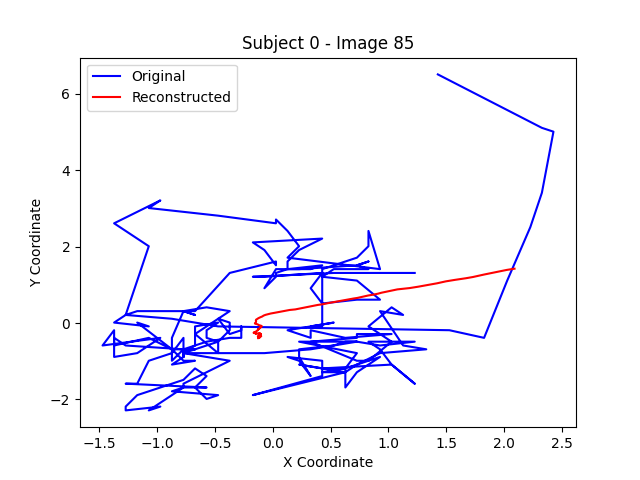 Subject 0 - Image 85
Original
Reconstructed
Y Coordinate
6
4
2
0
−2
−1.5
−1.0
−0.5
0.0
0.5
1.0
1.5
2.0
2.5
X Coordinate